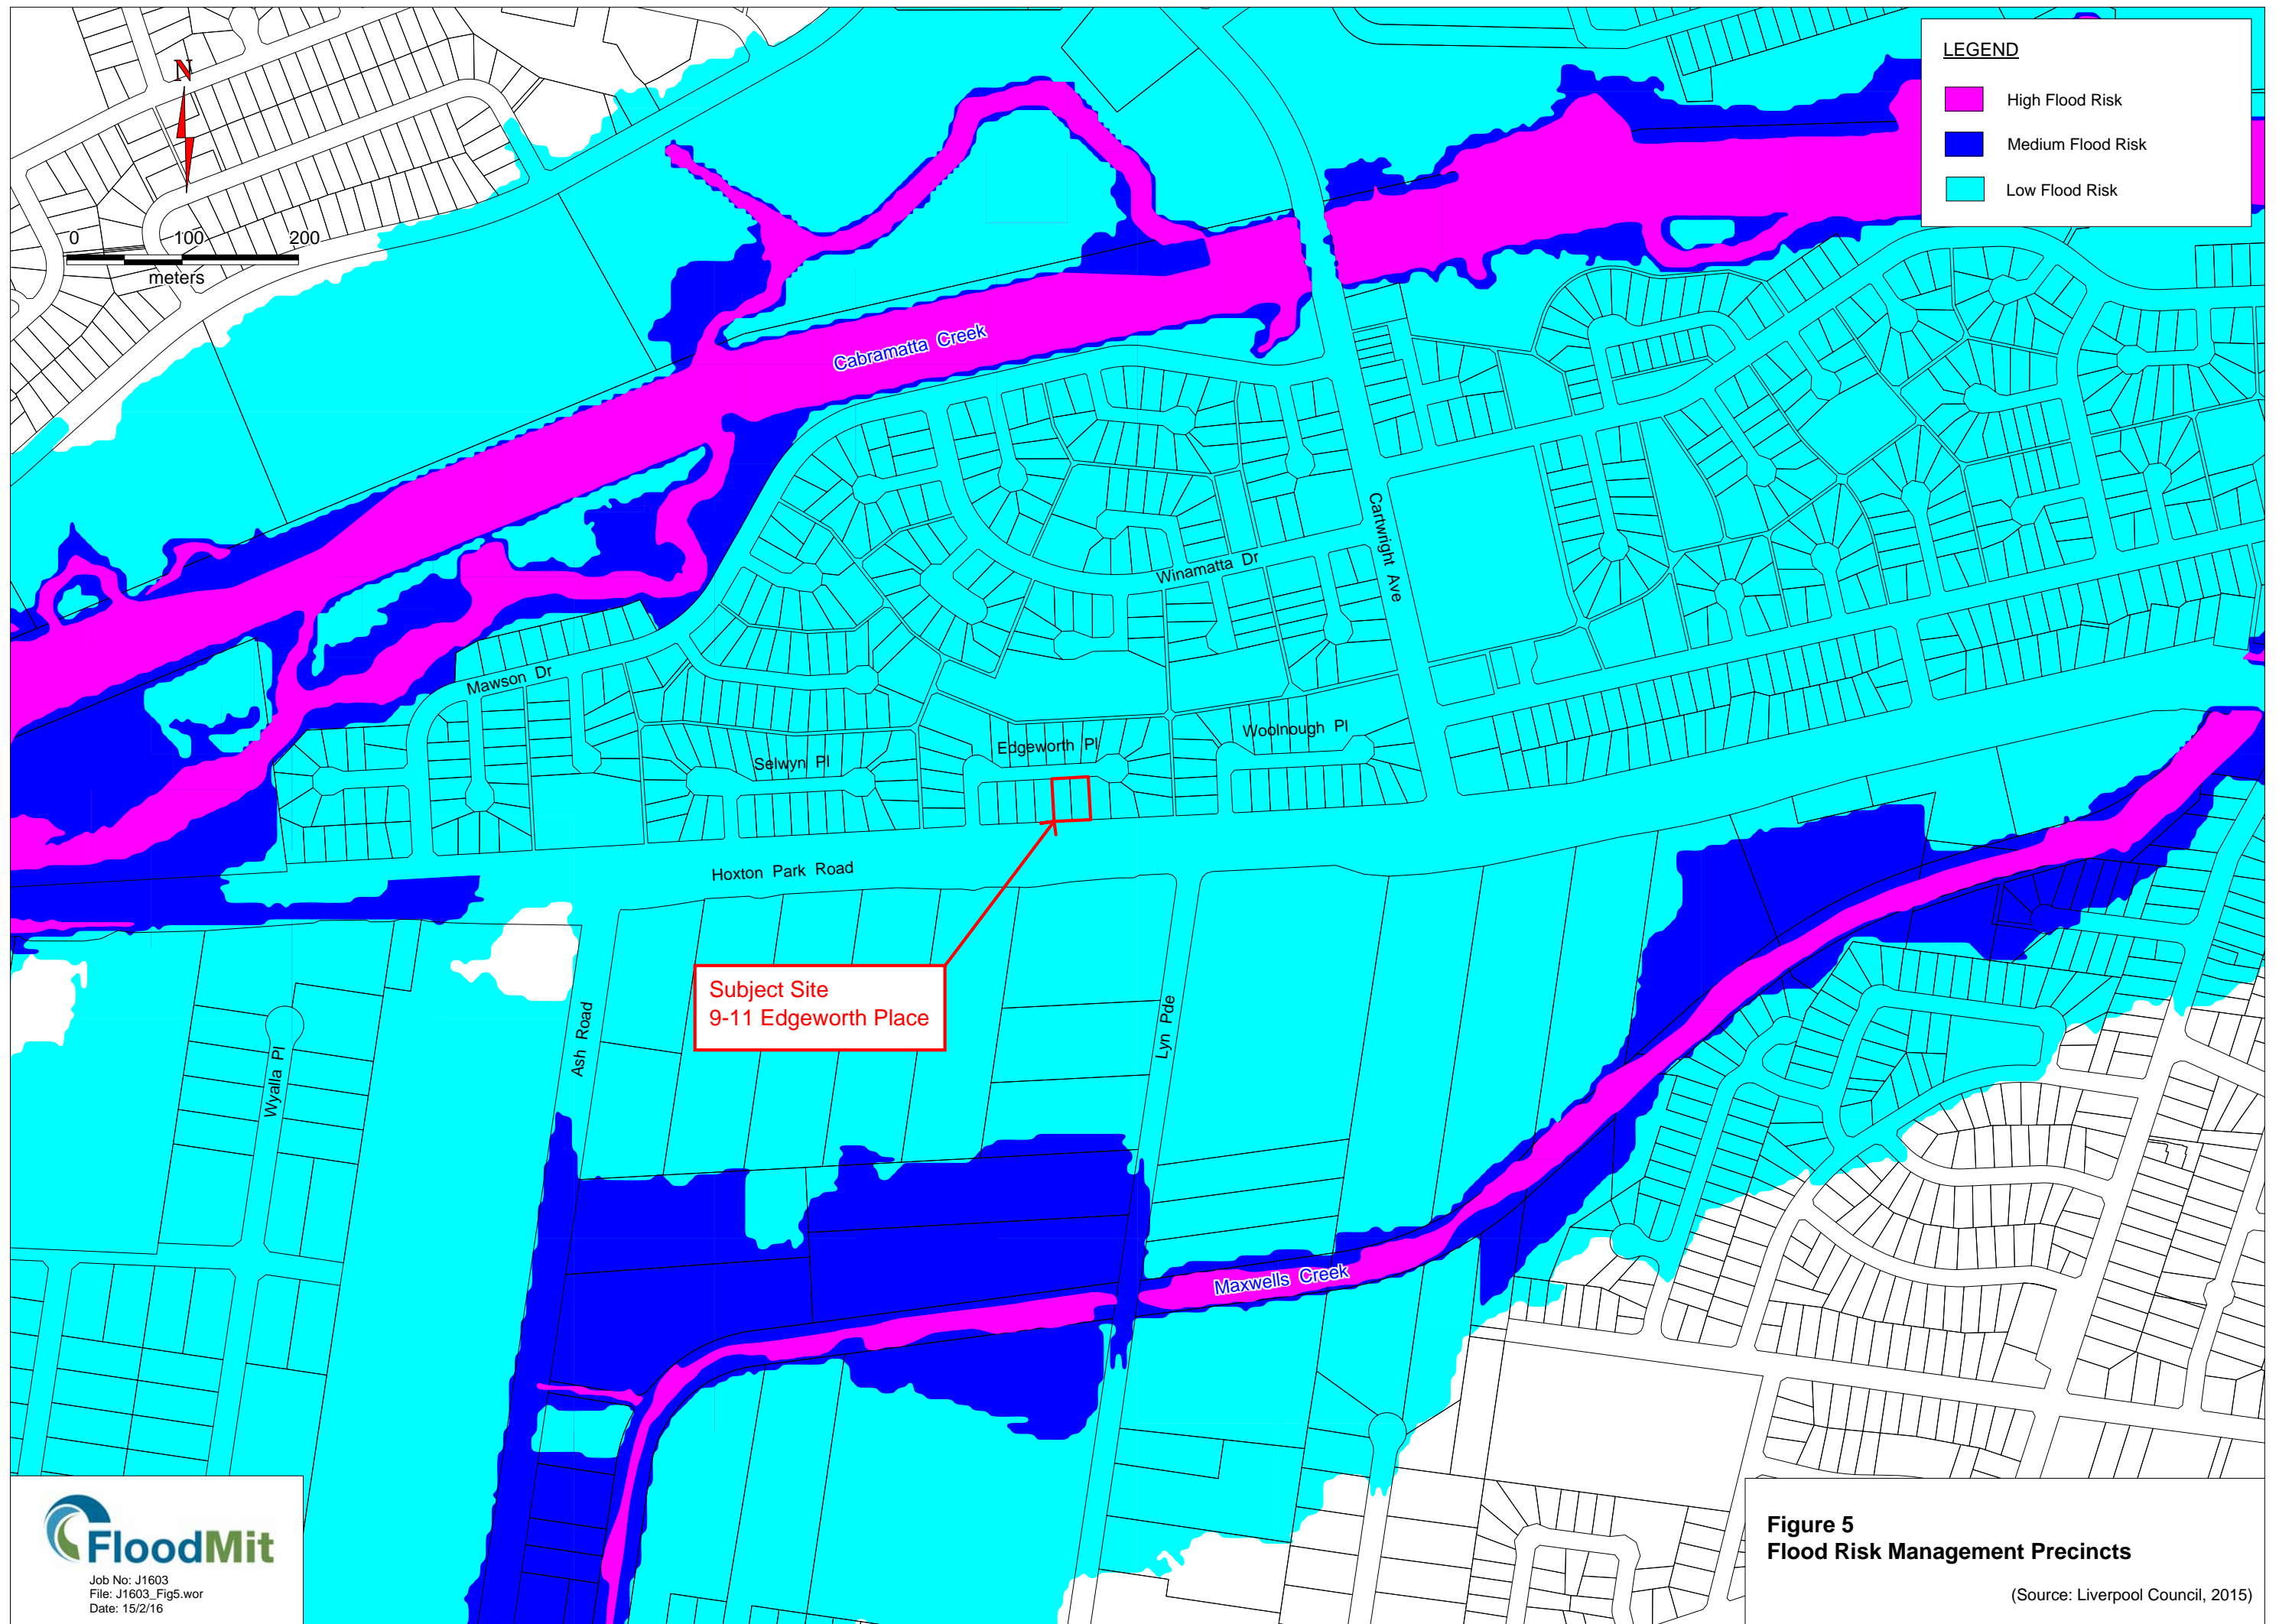 LEGEND
High Flood Risk
Medium Flood Risk
Low Flood Risk
N
0 100 200
meters
Cabramatta Creek
Cartwright Ave
Winamatta Dr
Mawson Dr
Woolnough Pl
Edgeworth Pl
Selwyn Pl
Hoxton Park Road
Subject Site
9-11 Edgeworth Place
Ash Road
Lyn Pde
Wyalla Pl
Maxwells Creek
FloodMit
Job No: J1603
File: J1603_Fig5.wor
Date: 15/2/16
Figure 5
Flood Risk Management Precincts
(Source: Liverpool Council, 2015)